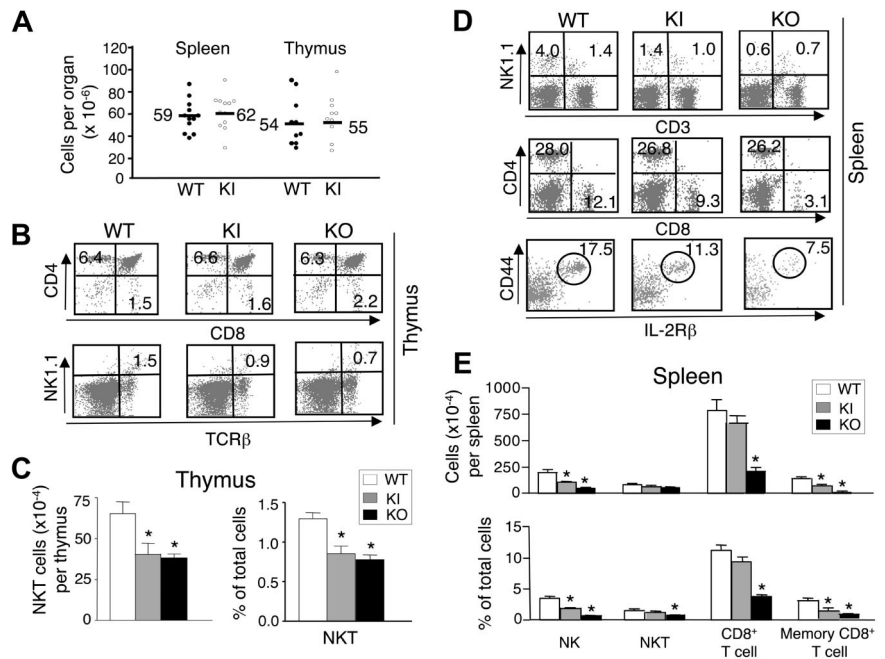 A
Spleen Thymus
Cells per organ
(x 10⁻⁶)
120
100
80
60
40
20
0
59 62 54 55
WT KI WT KI
B
WT KI KO
CD4
6.4 6.6 6.3
1.5 1.6 2.2
CD8
NK1.1
1.5 0.9 0.7
TCRβ
Thymus
C
Thymus
WT
KI
KO
NKT cells (x10⁻⁴)
per thymus
75
50
25
0
* *
% of total cells
1.5
1.0
0.5
0.0
* *
NKT
D
WT KI KO
NK1.1
4.0 1.4 1.4 1.0 0.6 0.7
CD3
CD4
28.0 26.8 26.2
12.1 9.3 3.1
CD8
CD44
17.5 11.3 7.5
IL-2Rβ
Spleen
E
Spleen
WT
KI
KO
Cells (x10⁻⁴)
per spleen
1000
750
500
250
0
* * * * *
% of total cells
15
10
5
0
* * * * * *
NK NKT CD8⁺ Memory CD8⁺
T cell T cell